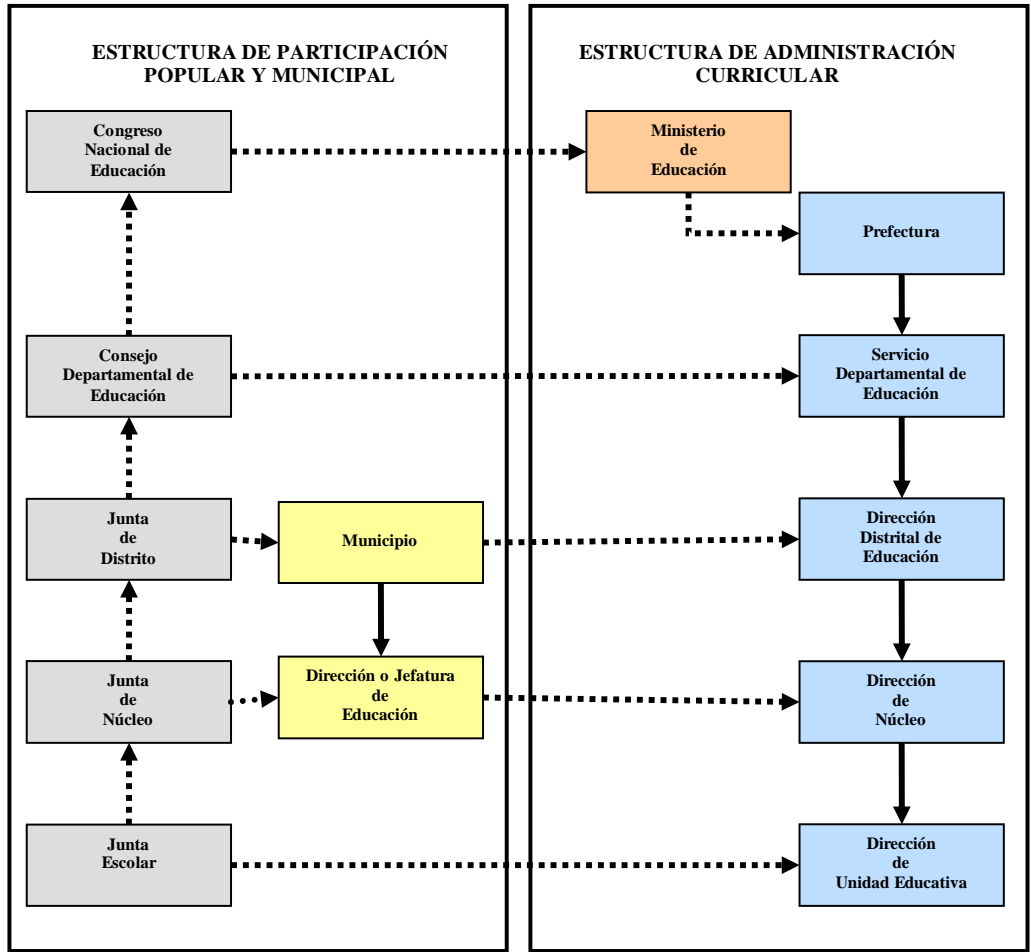 ESTRUCTURA DE PARTICIPACIÓN
POPULAR Y MUNICIPAL
Congreso
Nacional de
Educación
Consejo
Departamental de
Educación
Junta
de
Distrito
Municipio
Junta
de
Núcleo
Dirección o Jefatura
de
Educación
Junta
Escolar
ESTRUCTURA DE ADMINISTRACIÓN
CURRICULAR
Ministerio
de
Educación
Prefectura
Servicio
Departamental de
Educación
Dirección
Distrital de
Educación
Dirección
de
Núcleo
Dirección
de
Unidad Educativa